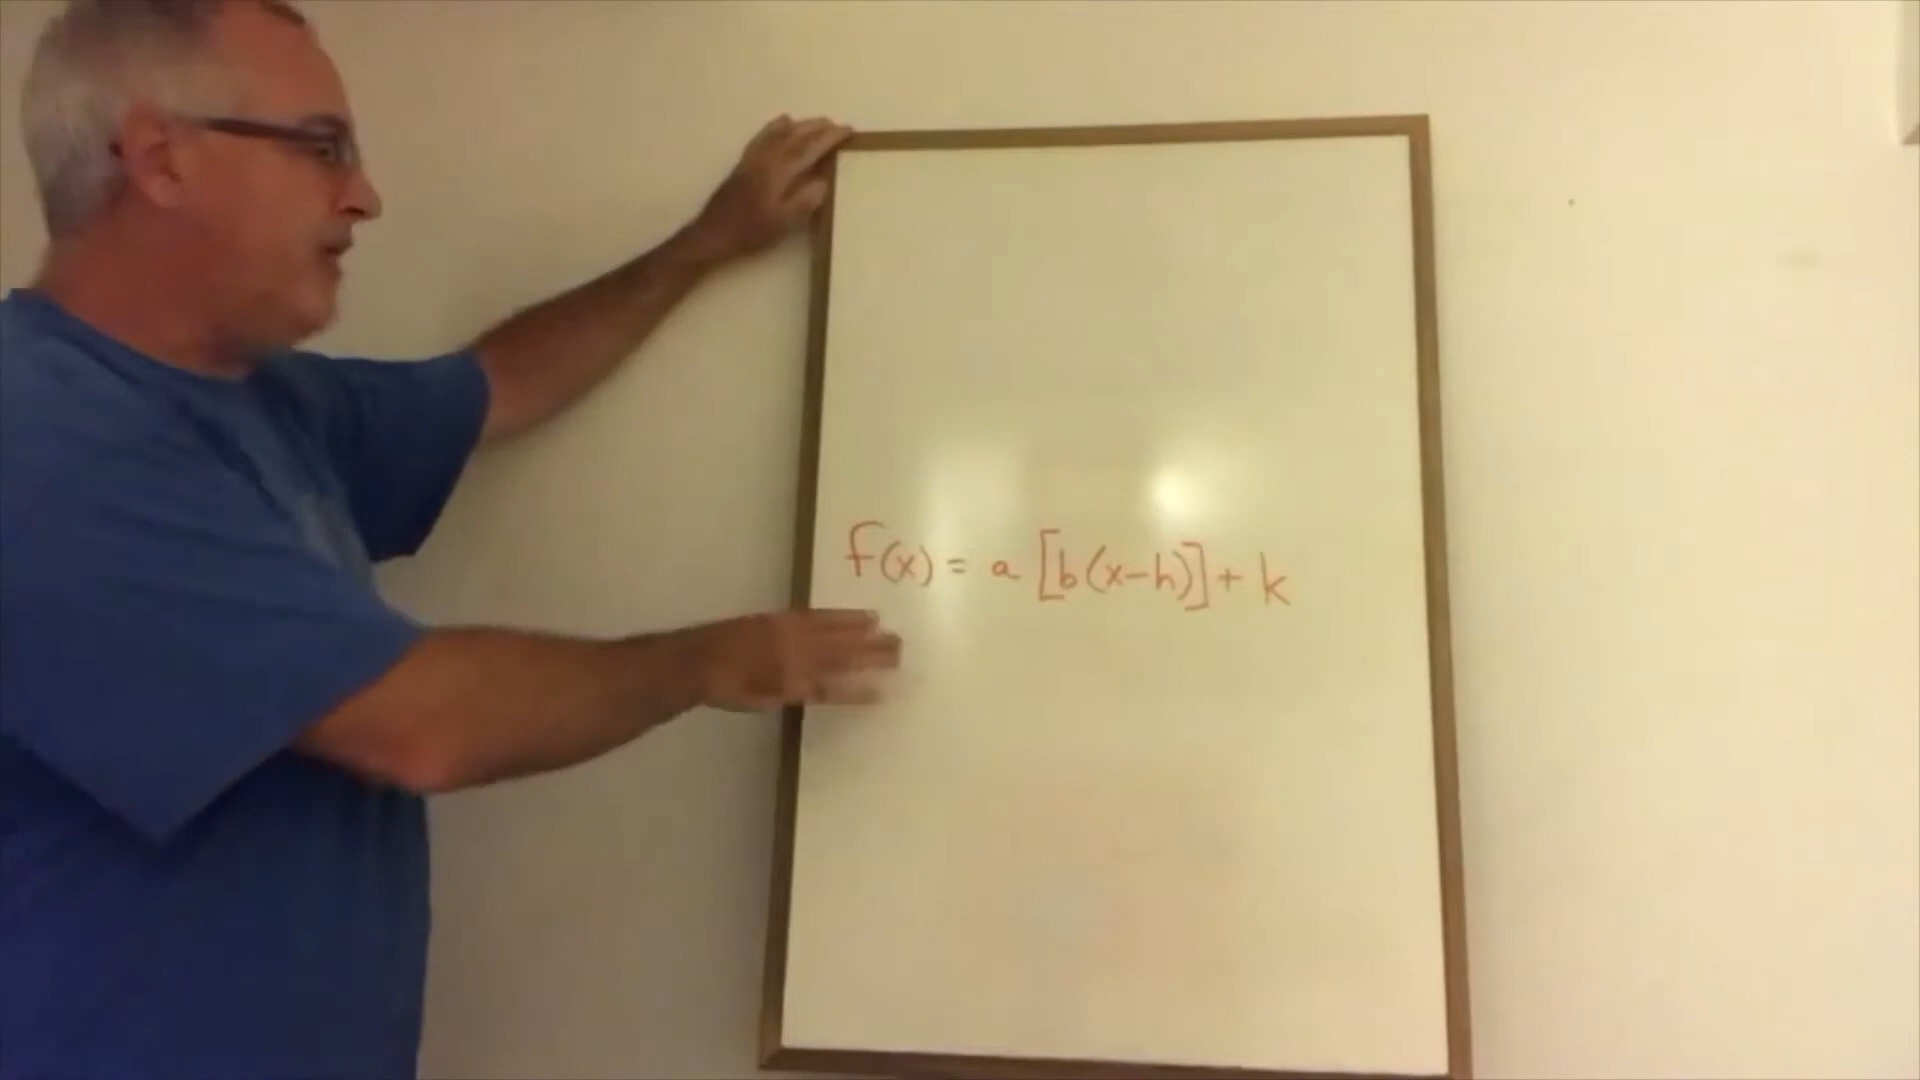 f(x) = a [b(x-h)] + k